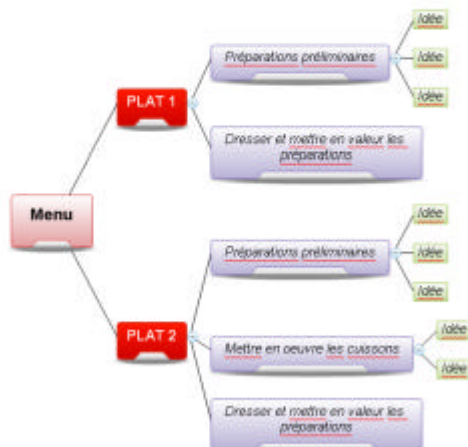 Menu
PLAT 1
Préparations préliminaires
Idée
Idée
Idée
Dresser et mettre en valeur les
préparations
PLAT 2
Préparations préliminaires
Idée
Idée
Idée
Mettre en oeuvre les cuissons
Idée
Idée
Dresser et mettre en valeur les
préparations